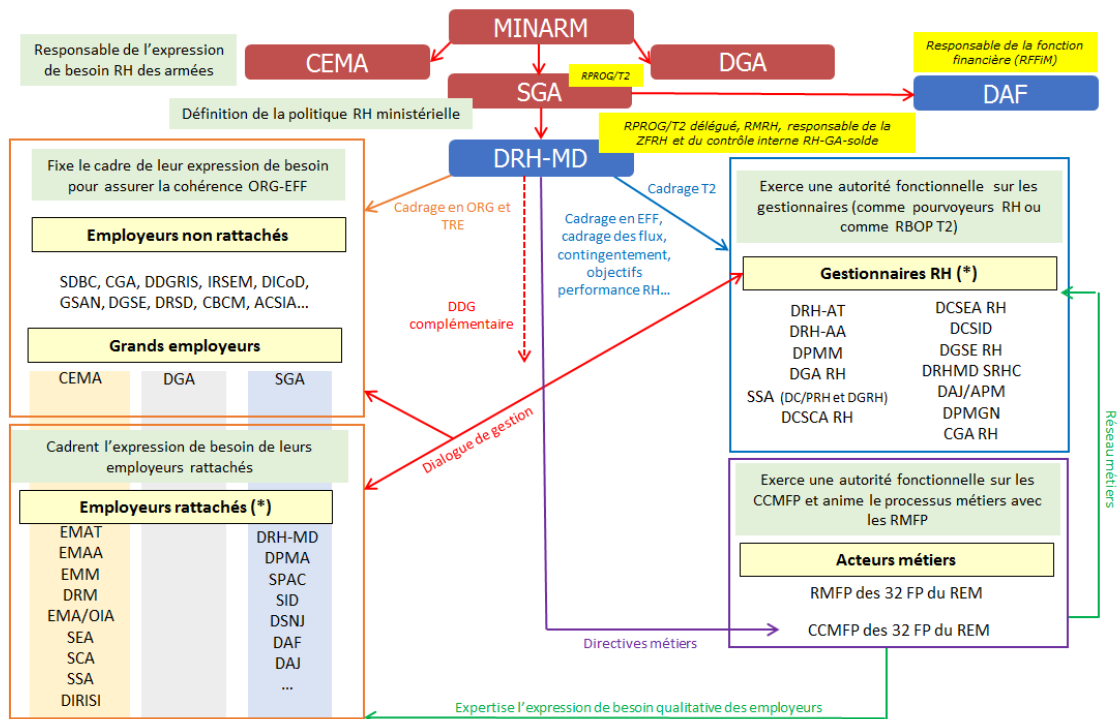 MINARM
Responsable de l'expression
de besoin RH des armées
CEMA
DGA
Responsable de la fonction
financière (RFFiM)
RPROG/T2
SGA
DAF
Définition de la politique RH ministérielle
RPROG/T2 délégué, RMRH, responsable de la
ZFRH et du contrôle interne RH-GA-solde
DRH-MD
Fixe le cadre de leur expression de besoin
pour assurer la cohérence ORG-EFF
Cadrage en ORG et
TRE
Employeurs non rattachés
SDBC, CGA, DDGRIS, IRSEM, DICoD,
GSAN, DGSE, DRSD, CBCM, ACSIA...
Grands employeurs
CEMA
DGA
SGA
DDG
complémentaire
Cadrage T2
Cadrage en EFF,
cadrage des flux,
contingentement,
objectifs
performance RH...
Exerce une autorité fonctionnelle sur les
gestionnaires (comme pourvoyeurs RH ou
comme RBOP T2)
Gestionnaires RH (*)
DRH-AT
DRH-AA
DPMM
DGA RH
SSA (DC/PRH et DGRH)
DCSCA RH
DCSEA RH
DCSID
DGSE RH
DRHMD SRHC
DAJ/APM
DPMGN
CGA RH
Dialogue de gestion
Réseau métiers
Cadrent l'expression de besoin de leurs
employeurs rattachés
Employeurs rattachés (*)
EMAT
EMAA
EMM
DRM
EMA/OIA
SEA
SCA
SSA
DIRISI
DRH-MD
DPMA
SPAC
SID
DSNJ
DAF
DAJ
...
Exerce une autorité fonctionnelle sur les
CCMFP et anime le processus métiers avec
les RMFP
Acteurs métiers
RMFP des 32 FP du REM
CCMFP des 32 FP du REM
Directives métiers
Expertise l'expression de besoin qualitative des employeurs